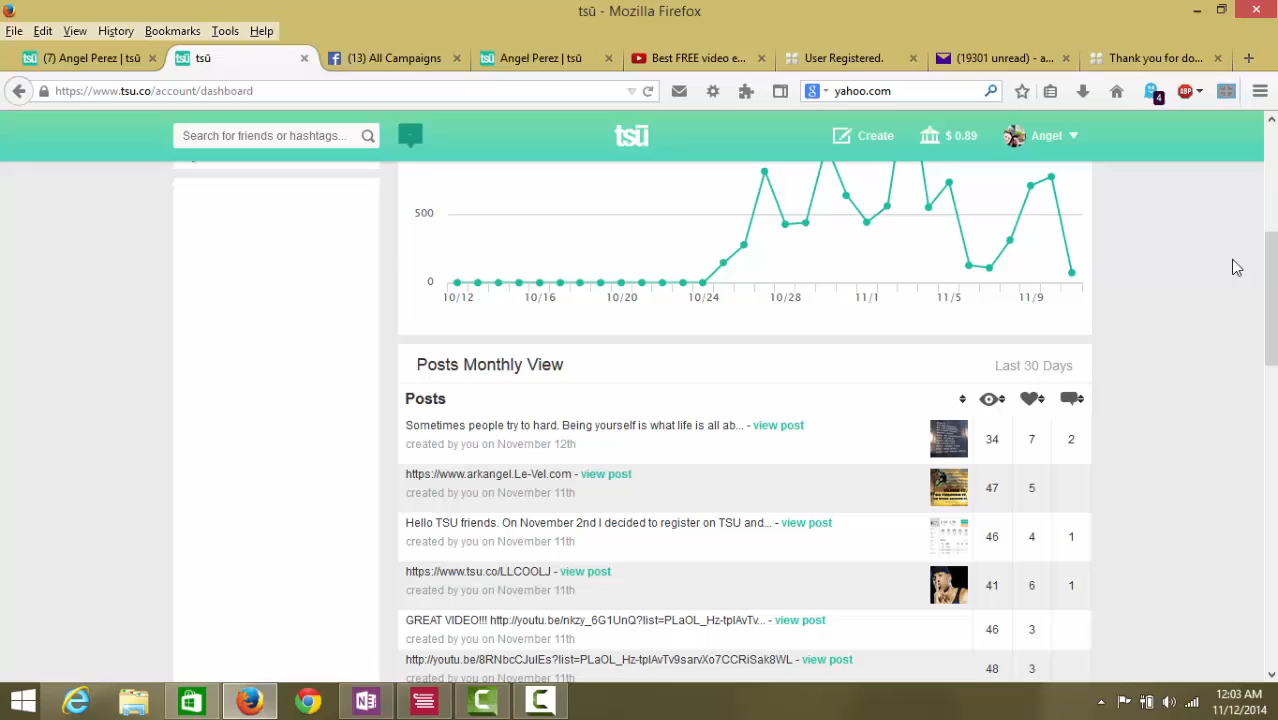 tsū - Mozilla Firefox
File Edit View History Bookmarks Tools Help
(7) Angel Perez | tsū
tsū
(13) All Campaigns
Angel Perez | tsū
Best FREE video e...
User Registered.
(19301 unread) - a...
Thank you for do...
https://www.tsu.co/account/dashboard
yahoo.com
4
ABP
Search for friends or hashtags...
tsū
Create
$ 0.89
Angel
500
0
10/12 10/16 10/20 10/24 10/28 11/1 11/5 11/9
Posts Monthly View
Last 30 Days
Posts
Sometimes people try to hard. Being yourself is what life is all ab... - view post
created by you on November 12th
34 7 2
https://www.arkangel.Le-Vel.com - view post
created by you on November 11th
47 5
Hello TSU friends. On November 2nd I decided to register on TSU and... - view post
created by you on November 11th
46 4 1
https://www.tsu.co/LLCOOLJ - view post
created by you on November 11th
41 6 1
GREAT VIDEO!!! http://youtu.be/nkzy_6G1UnQ?list=PLaOL_Hz-tpIAvTv... - view post
created by you on November 11th
46 3
http://youtu.be/8RNbcCJuIEs?list=PLaOL_Hz-tpIAvTv9sarvXo7CCRiSak8WL - view post
48 3
12:03 AM
11/12/2014